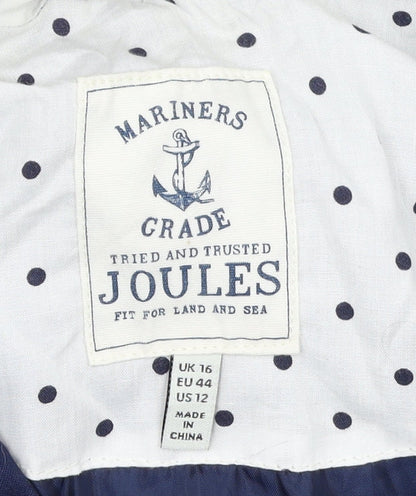 MARINERS
GRADE
TRIED AND TRUSTED
JOULES
FIT FOR LAND AND SEA
UK 16
EU 44
US 12
MADE
IN
CHINA